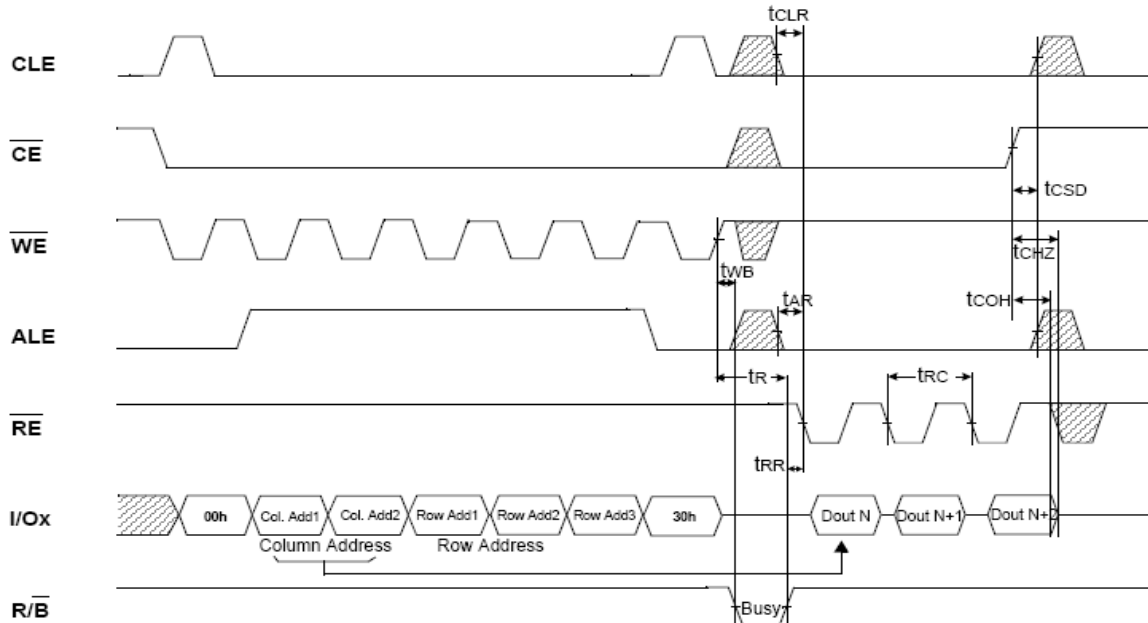 tCLR
CLE
CE
tCSD
WE
tCHZ
tWB
tCOH
tAR
ALE
tR
tRC
RE
tRR
I/Ox
00h
Col. Add1
Col. Add2
Row Add1
Row Add2
Row Add3
30h
Dout N
Dout N+1
Dout N+2
Column Address
Row Address
R/B
Busy